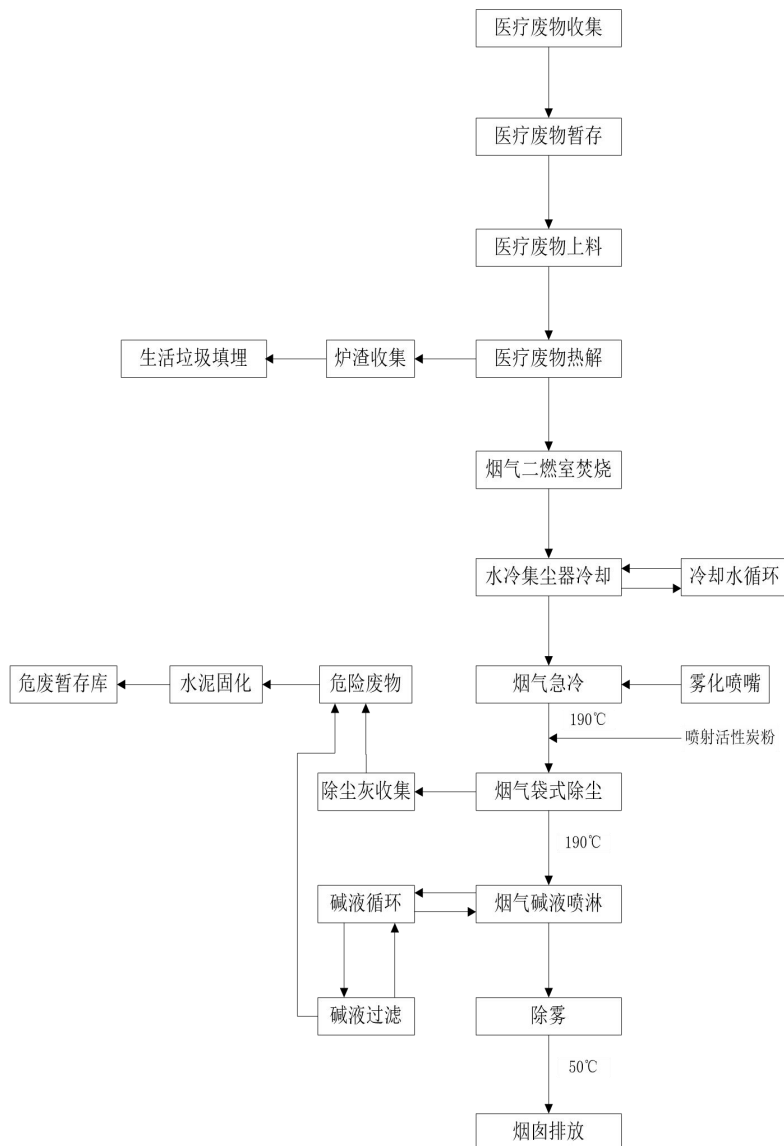 医疗废物收集
医疗废物暂存
医疗废物上料
生活垃圾填埋
炉渣收集
医疗废物热解
烟气二燃室焚烧
水冷集尘器冷却
冷却水循环
危废暂存库
水泥固化
危险废物
烟气急冷
雾化喷嘴
190℃
喷射活性炭粉
除尘灰收集
烟气袋式除尘
190℃
碱液循环
烟气碱液喷淋
碱液过滤
除雾
50℃
烟囱排放